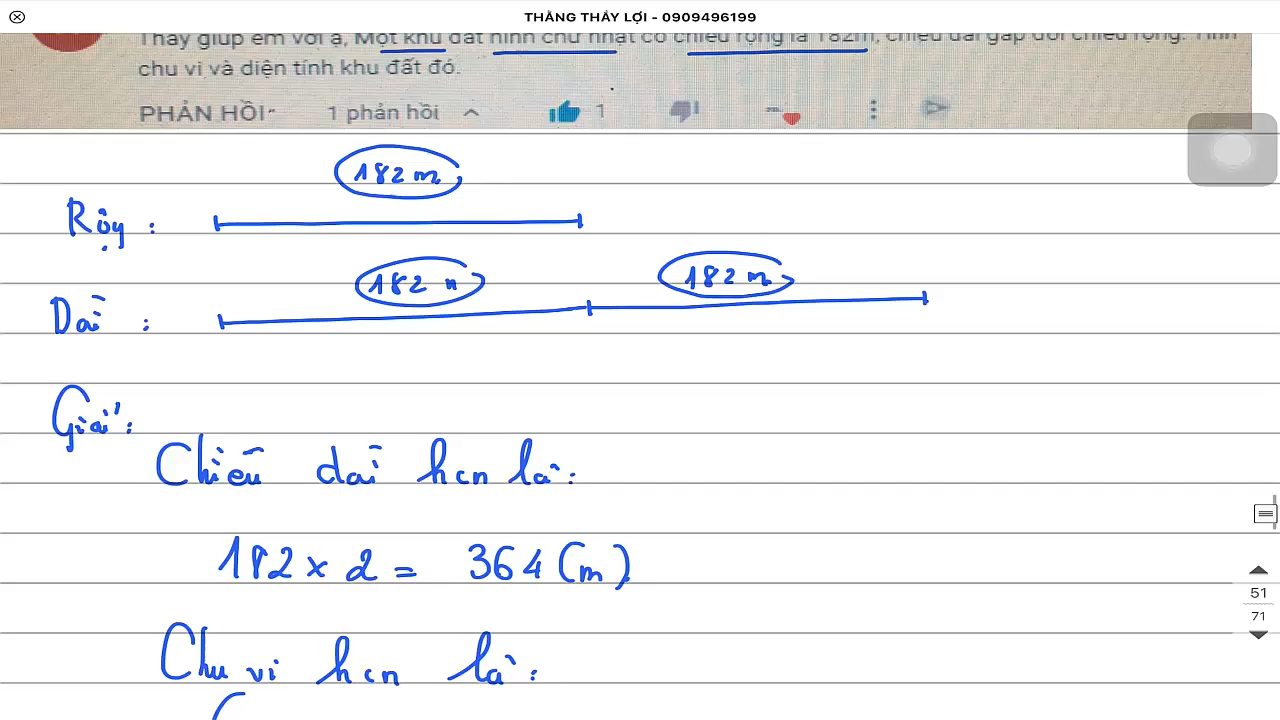 THẮNG THẦY LỢI - 0909496199
Thầy giúp em với ạ, Một khu đất hình chữ nhật có chiều rộng là 182m, chiều dài gấp đôi chiều rộng. Tính
chu vi và diện tính khu đất đó.
PHẢN HỒI 1 phản hồi 1
182 m
Rộng :
182 m 182 m
Dài :
Giải :
Chiều dài hcn là :
182 x 2 = 364 (m)
51
Chu vi hcn là :
71
(